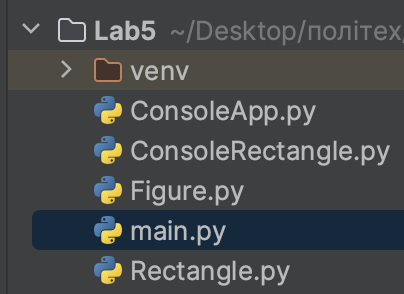 Lab5 ~/Desktop/політех/
venv
ConsoleApp.py
ConsoleRectangle.py
Figure.py
main.py
Rectangle.py